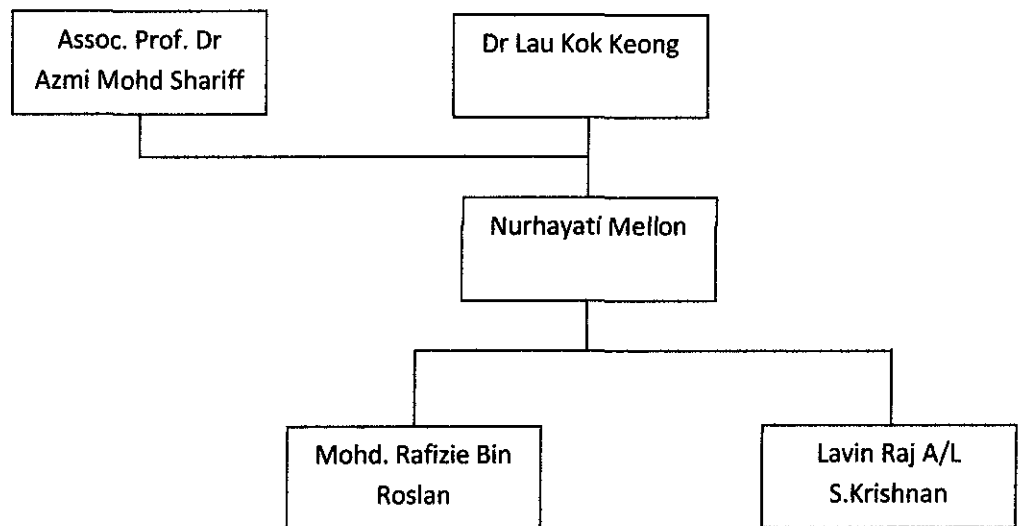 Assoc. Prof. Dr
Azmi Mohd Shariff
Dr Lau Kok Keong
Nurhayati Mellon
Mohd. Rafizie Bin
Roslan
Lavin Raj A/L
S.Krishnan